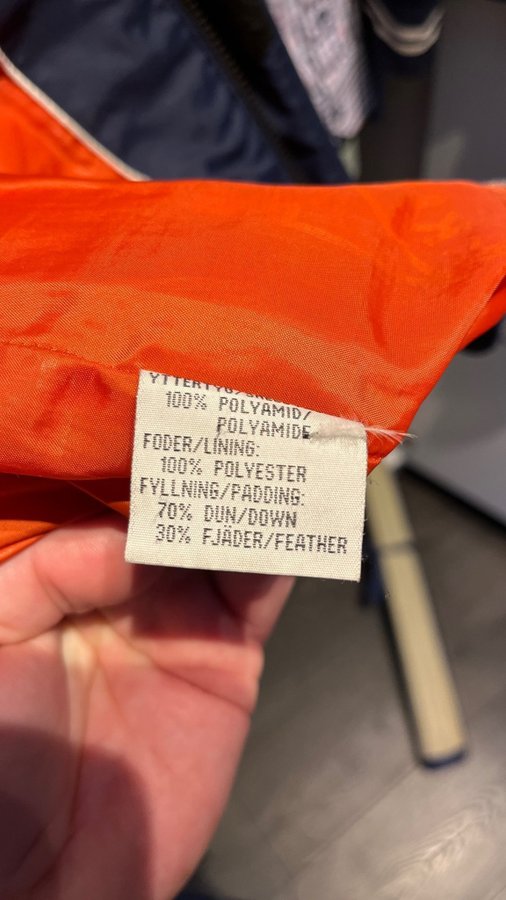 100% POLYAMID/
POLYAMIDE
FODER/LINING:
100% POLYESTER
FYLLNING/PADDING:
70% DUN/DOWN
30% FJÄDER/FEATHER